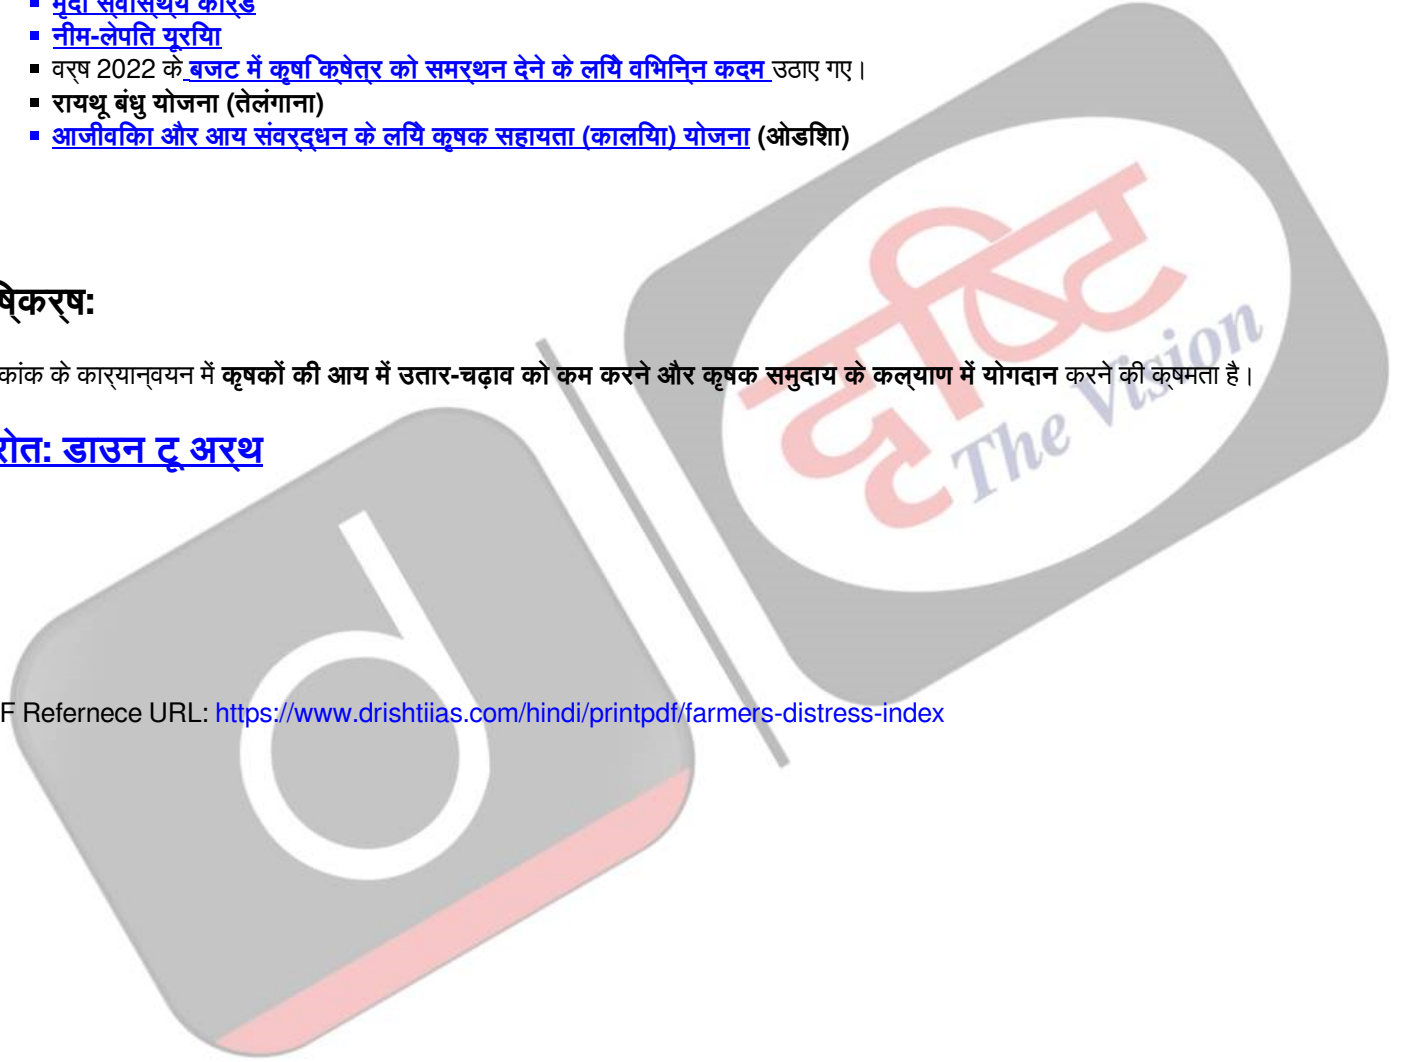 मृदा स्वास्थ्य कार्ड
नीम-लेपित यूरिया
वर्ष 2022 के बजट में कृषि क्षेत्र को समर्थन देने के लिये विभिन्न कदम उठाए गए।
रायथू बंधु योजना (तेलंगाना)
आजीविका और आय संवर्द्धन के लिये कृषक सहायता (कालिया) योजना (ओडिशा)
ष्कर्ष:
कांक के कार्यान्वयन में कृषकों की आय में उतार-चढ़ाव को कम करने और कृषक समुदाय के कल्याण में योगदान करने की क्षमता है।
रोत: डाउन टू अर्थ
F Refernece URL: https://www.drishtiias.com/hindi/printpdf/farmers-distress-index
दृष्टि
The Vision
d